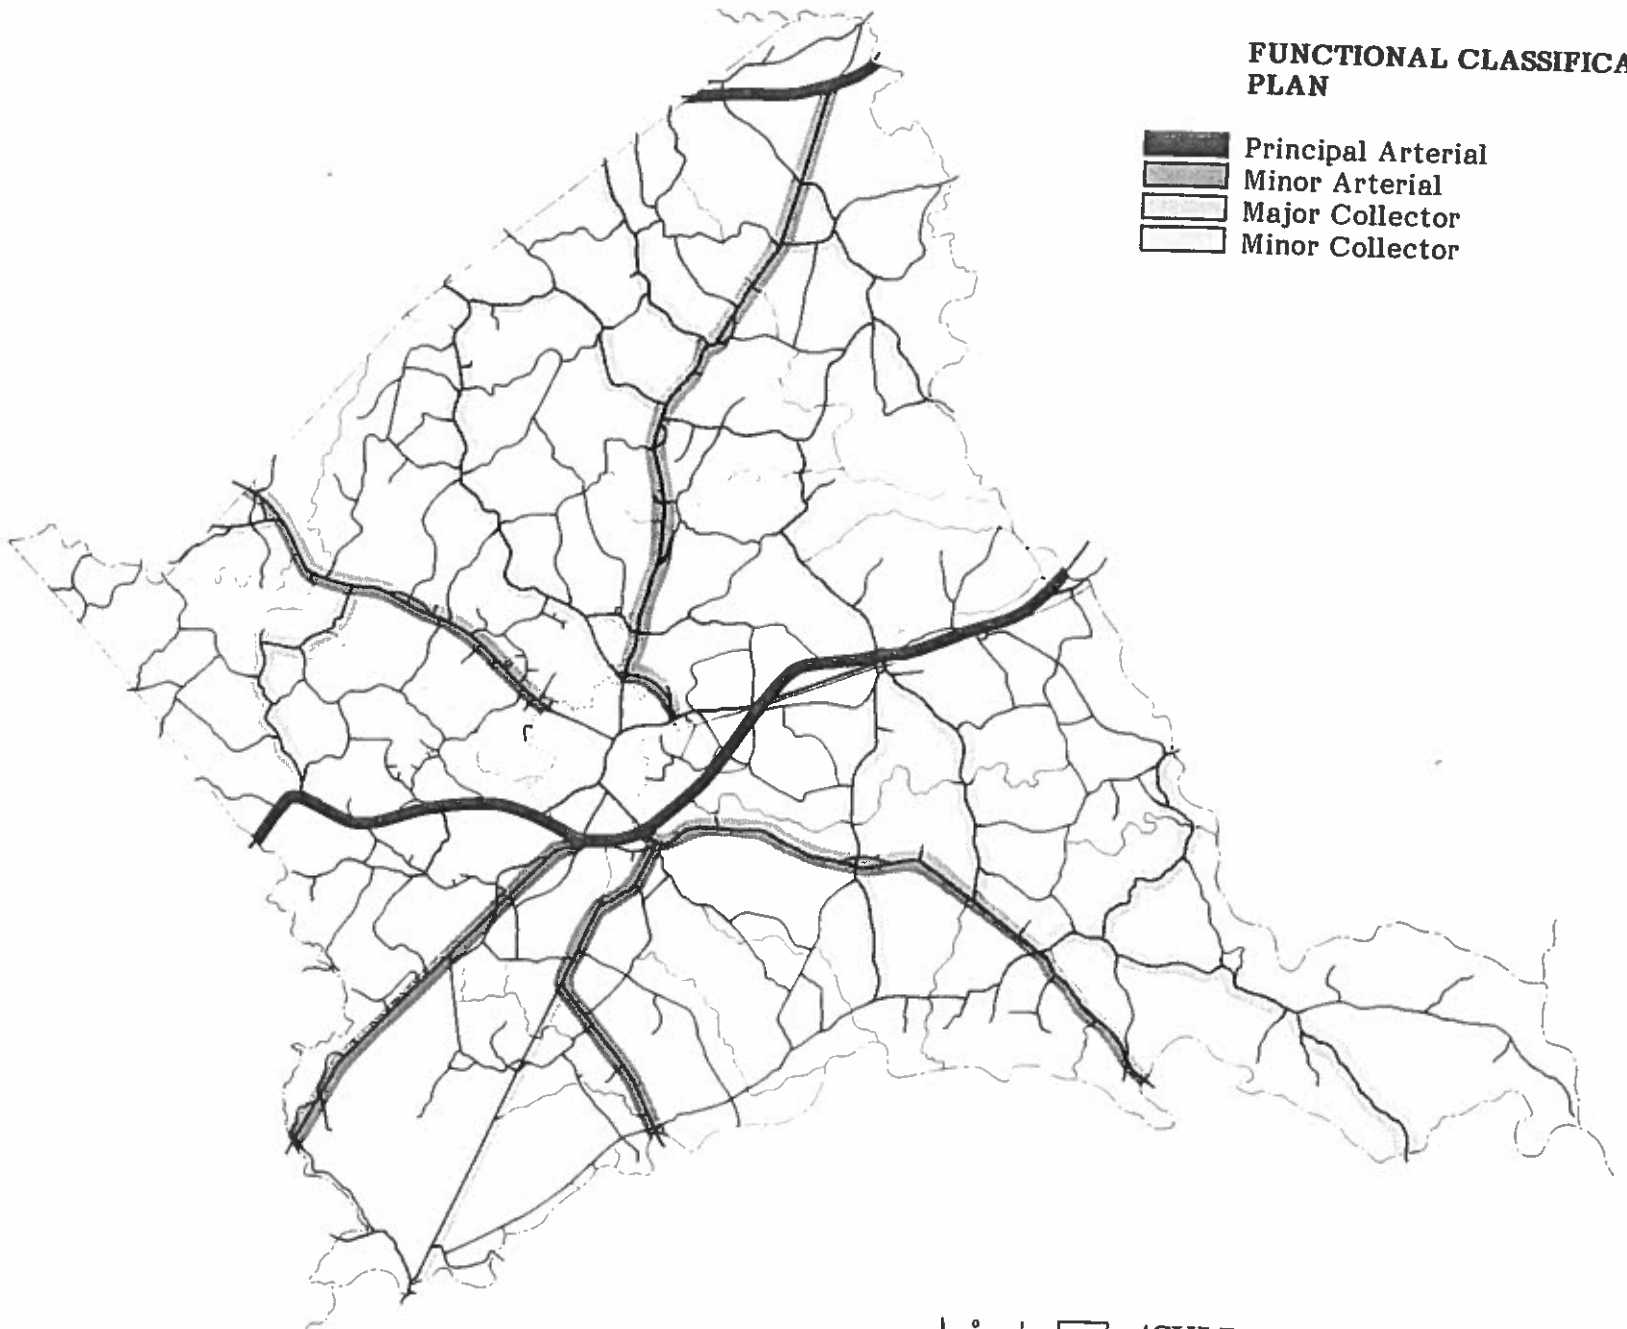 FUNCTIONAL CLASSIFICA
PLAN
Principal Arterial
Minor Arterial
Major Collector
Minor Collector